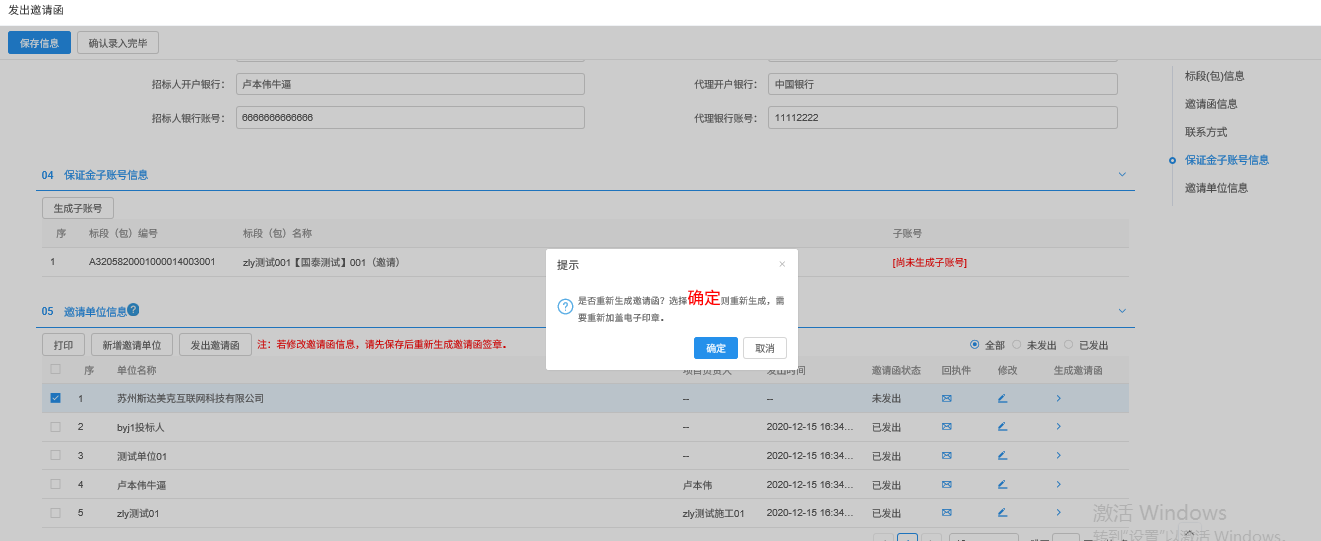 发出邀请函
保存信息 确认录入完毕
招标人开户银行： 卢本伟牛逼 代理开户银行： 中国银行
招标人银行账号： 6666666666666 代理银行账号： 11112222
标段(包)信息
邀请函信息
联系方式
保证金子账号信息
邀请单位信息
04 保证金子账号信息
生成子账号
序 标段（包）编号 标段（包）名称 子账号
1 A3205820001000014003001 zly测试001【国泰测试】001（邀请） [尚未生成子账号]
提示 ×
是否重新生成邀请函？选择确定则重新生成，需
要重新加盖电子印章。
确定 取消
05 邀请单位信息?
打印 新增邀请单位 发出邀请函 注：若修改邀请函信息，请先保存后重新生成邀请函签章。 全部 未发出 已发出
序 单位名称 项目负责人 发出时间 邀请函状态 回执件 修改 生成邀请函
1 苏州斯达美克互联网科技有限公司 -- -- 未发出
2 byj1投标人 -- 2020-12-15 16:34... 已发出
3 测试单位01 -- 2020-12-15 16:34... 已发出
4 卢本伟牛逼 卢本伟 2020-12-15 16:34... 已发出
5 zly测试01 zly测试施工01 2020-12-15 16:34... 已发出
激活 Windows
转到"设置"以激活 Windows。